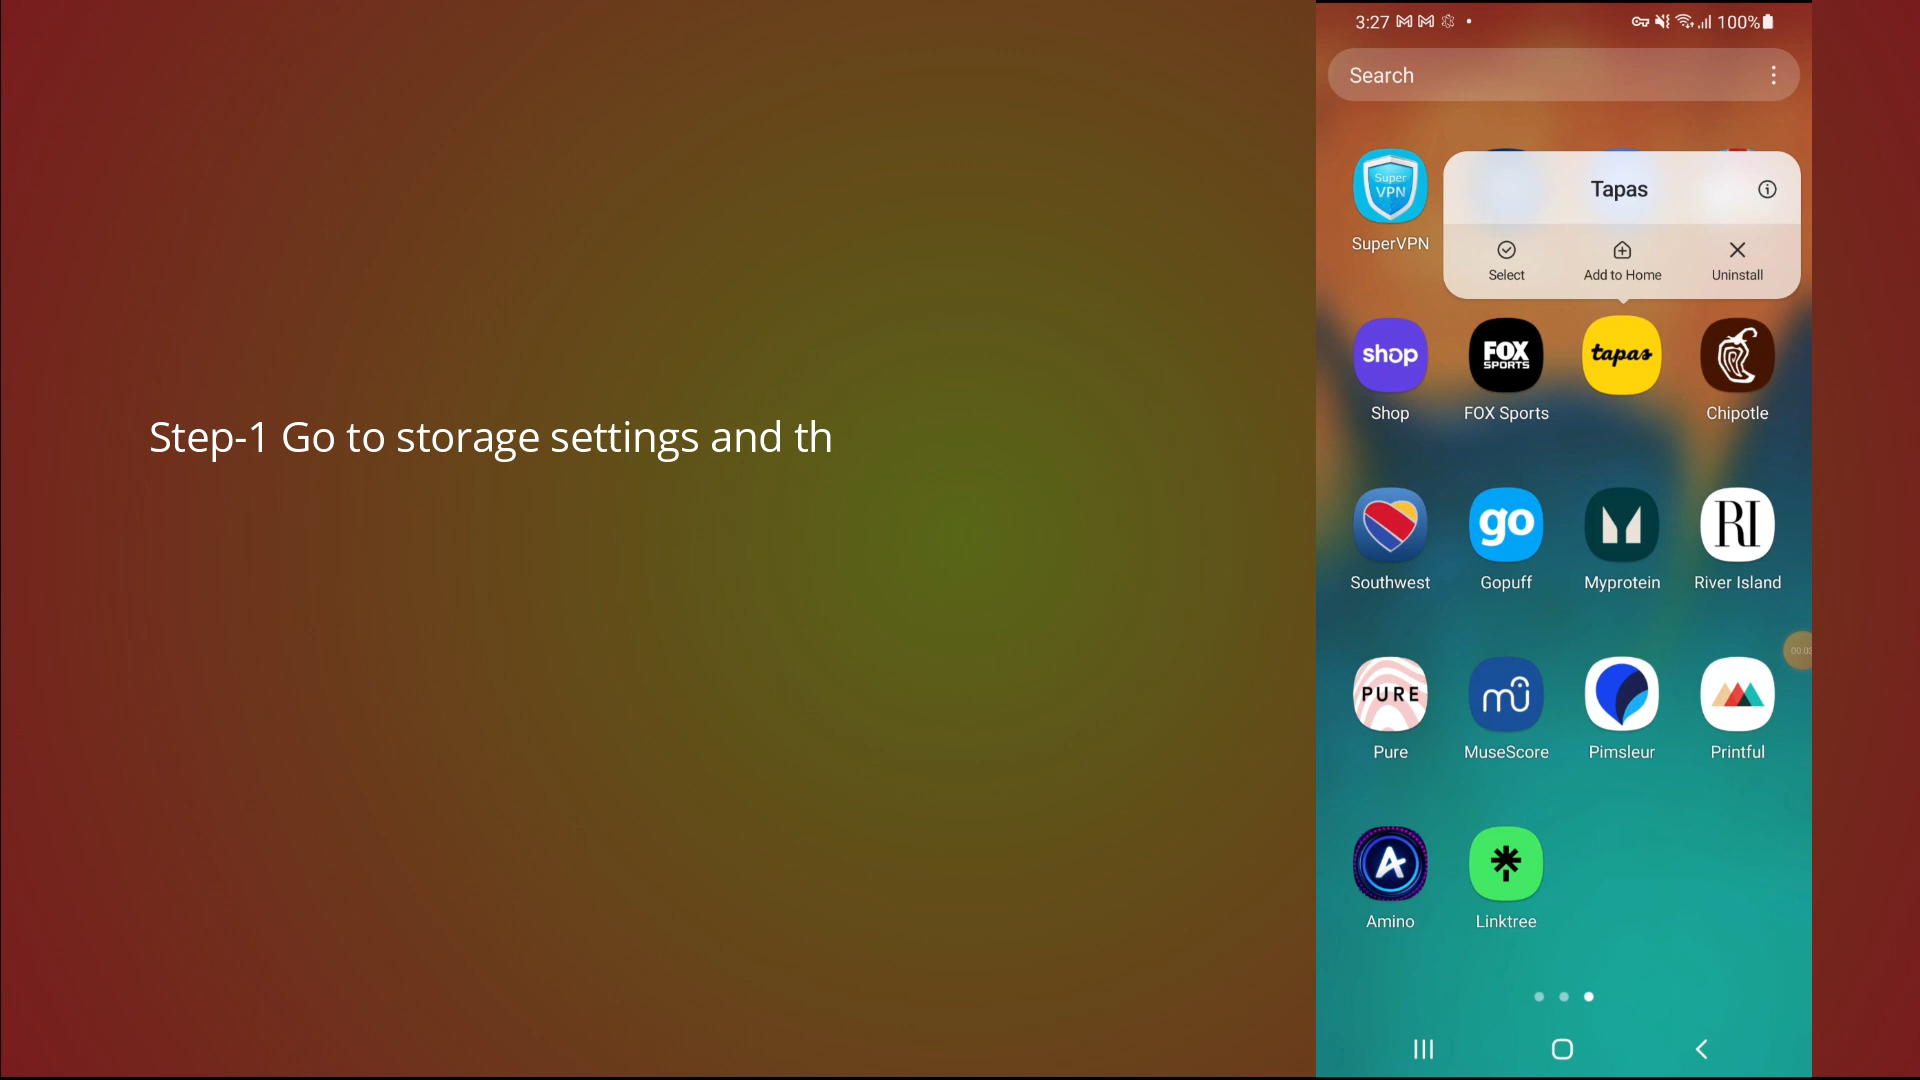 3:27
100%
Search
Super
VPN
SuperVPN
Tapas
Select
Add to Home
Uninstall
shop
FOX
SPORTS
tapas
Shop
FOX Sports
Chipotle
Step-1 Go to storage settings and th
go
RI
Southwest
Gopuff
Myprotein
River Island
PURE
mu
Pure
MuseScore
Pimsleur
Printful
A
Amino
Linktree